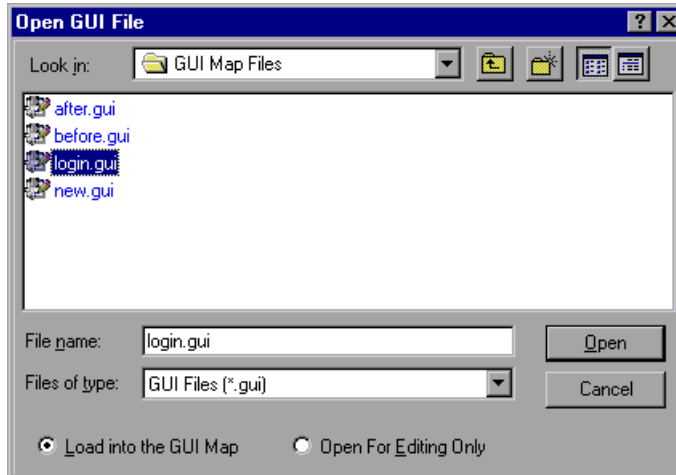 Open GUI File
Look in: GUI Map Files
after.gui
before.gui
login.gui
new.gui
File name: login.gui Open
Files of type: GUI Files (*.gui) Cancel
Load into the GUI Map Open For Editing Only